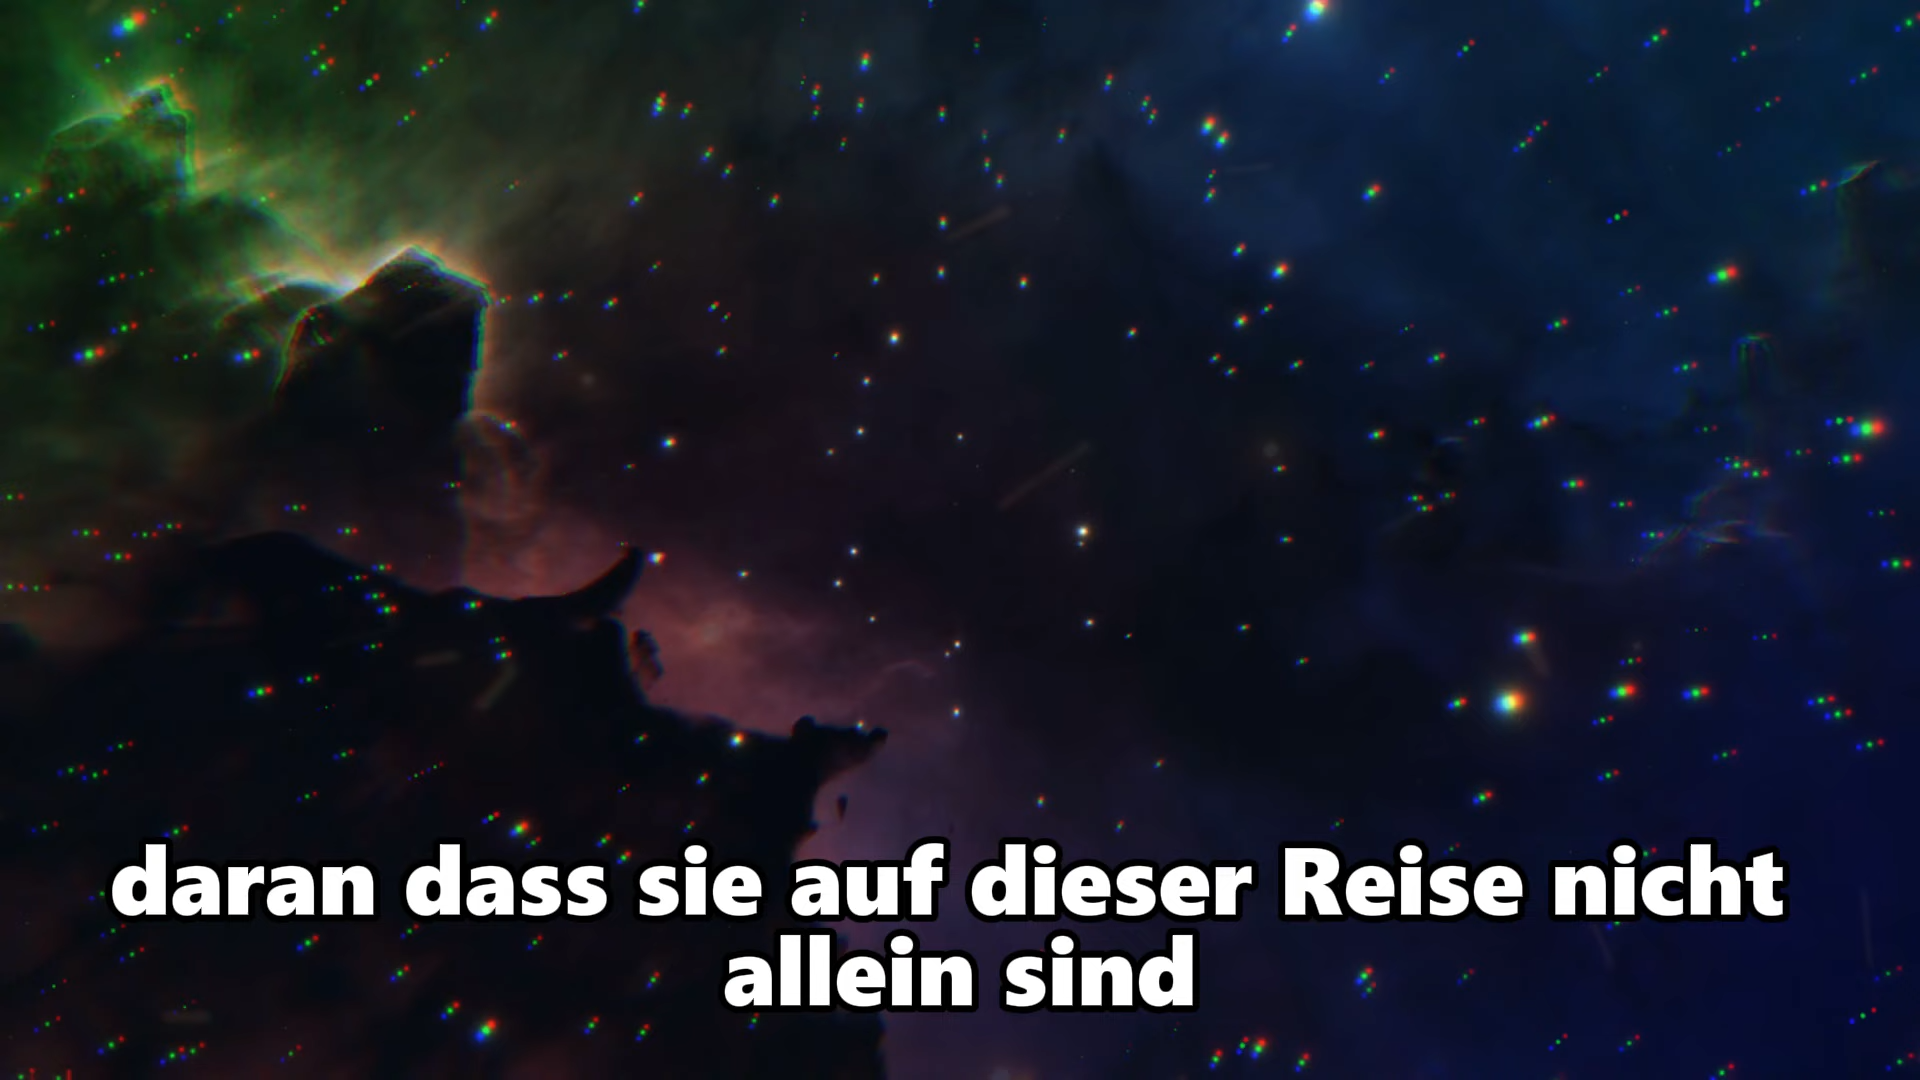 daran dass sie auf dieser Reise nicht
allein sind